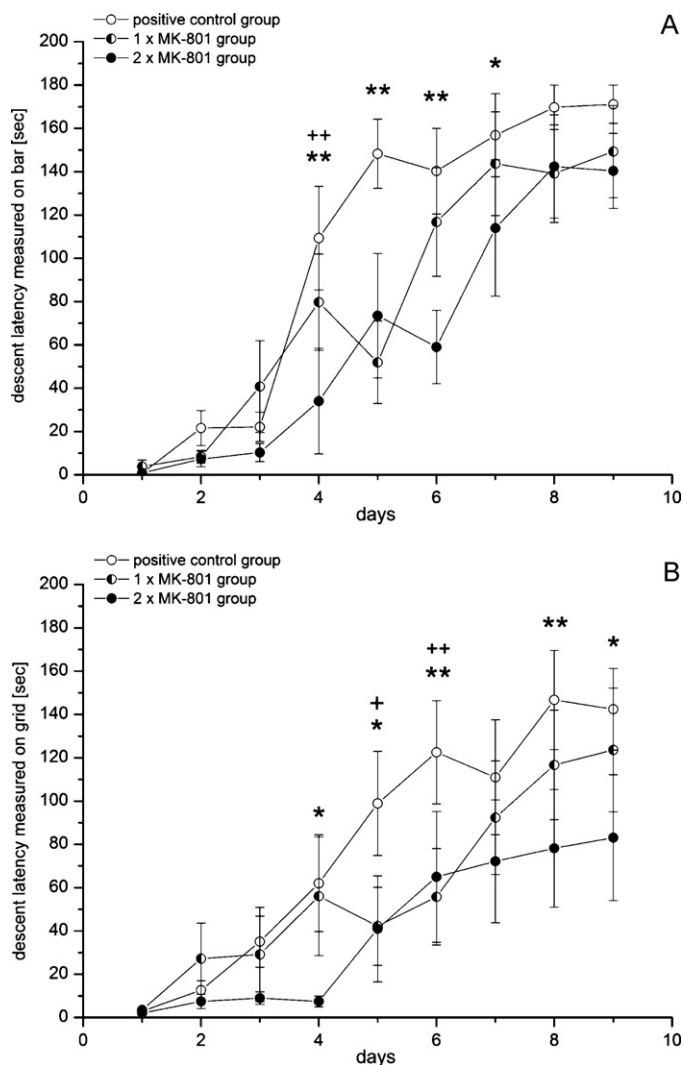 A
positive control group
1 x MK-801 group
2 x MK-801 group
descent latency measured on bar [sec]
200
180
160
140
120
100
80
60
40
20
0
++
**
**
**
*
0 2 4 6 8 10
days
B
positive control group
1 x MK-801 group
2 x MK-801 group
descent latency measured on grid [sec]
200
180
160
140
120
100
80
60
40
20
0
*
+
*
++
**
**
*
0 2 4 6 8 10
days